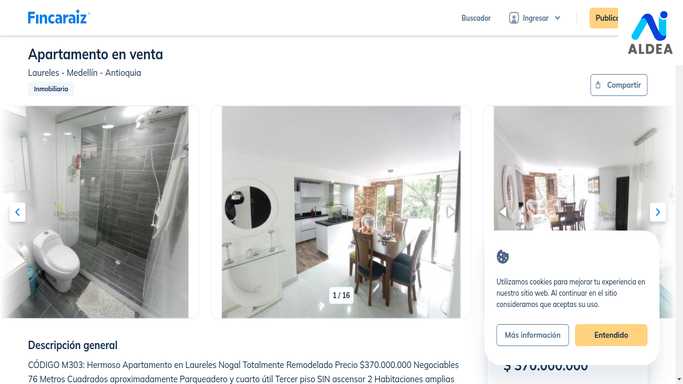 Fincaraiz
Buscador
Ingresar
Publica
ALDEA
Apartamento en venta
Laureles - Medellín - Antioquia
Inmobiliario
Compartir
1 / 16
Utilizamos cookies para mejorar tu experiencia en
nuestro sitio web. Al continuar en el sitio
consideramos que aceptas su uso.
Más información
Entendido
Descripción general
$ 370.000.000
CÓDIGO M303: Hermoso Apartamento en Laureles Nogal Totalmente Remodelado Precio $370.000.000 Negociables
76 Metros Cuadrados aproximadamente Parqueadero y cuarto útil Tercer piso SIN ascensor 2 Habitaciones amplias